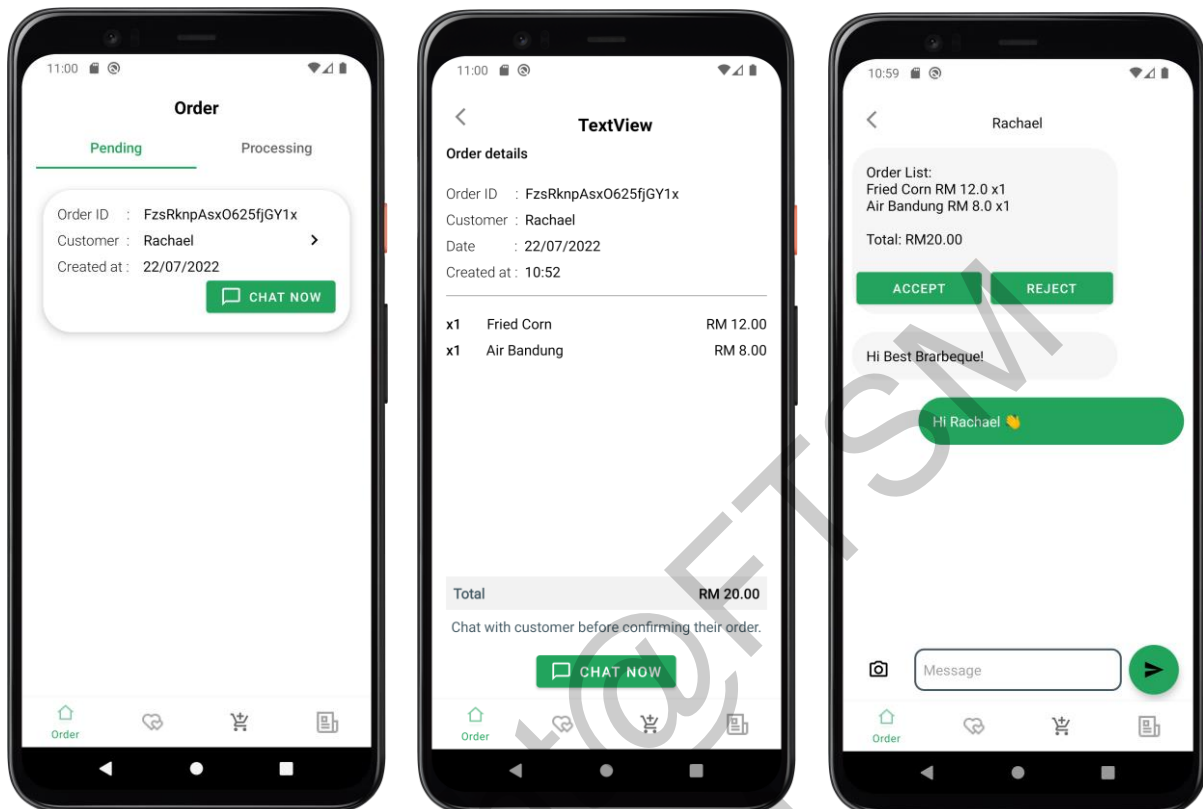 11:00
Order
Pending Processing
Order ID : FzsRknpAsxO625fjGY1x
Customer : Rachael
Created at : 22/07/2022
CHAT NOW
Order
11:00
TextView
Order details
Order ID : FzsRknpAsxO625fjGY1x
Customer : Rachael
Date : 22/07/2022
Created at : 10:52
x1 Fried Corn RM 12.00
x1 Air Bandung RM 8.00
Total RM 20.00
Chat with customer before confirming their order.
CHAT NOW
Order
10:59
Rachael
Order List:
Fried Corn RM 12.0 x1
Air Bandung RM 8.0 x1
Total: RM20.00
ACCEPT REJECT
Hi Best Brarbeque!
Hi Rachael 👏
Message
Order
t@FTSM